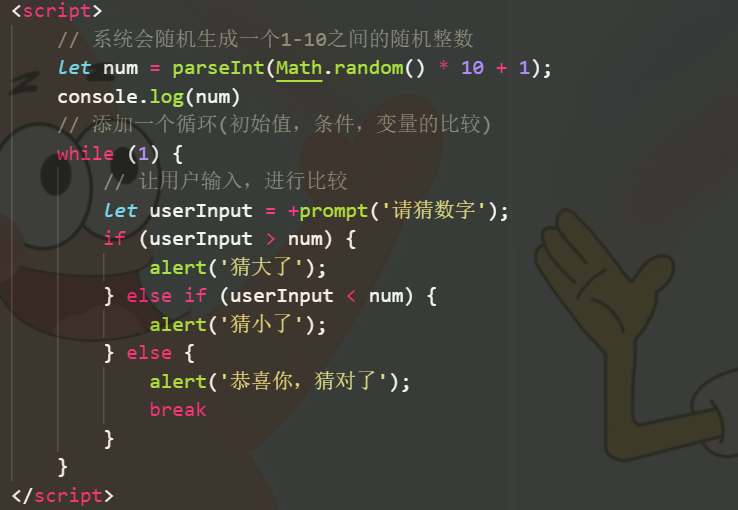 <script>
// 系统会随机生成一个1-10之间的随机整数
let num = parseInt(Math.random() * 10 + 1);
console.log(num)
// 添加一个循环(初始值，条件，变量的比较)
while (1) {
// 让用户输入，进行比较
let userInput = +prompt('请猜数字');
if (userInput > num) {
alert('猜大了');
} else if (userInput < num) {
alert('猜小了');
} else {
alert('恭喜你，猜对了');
break
}
}
</script>